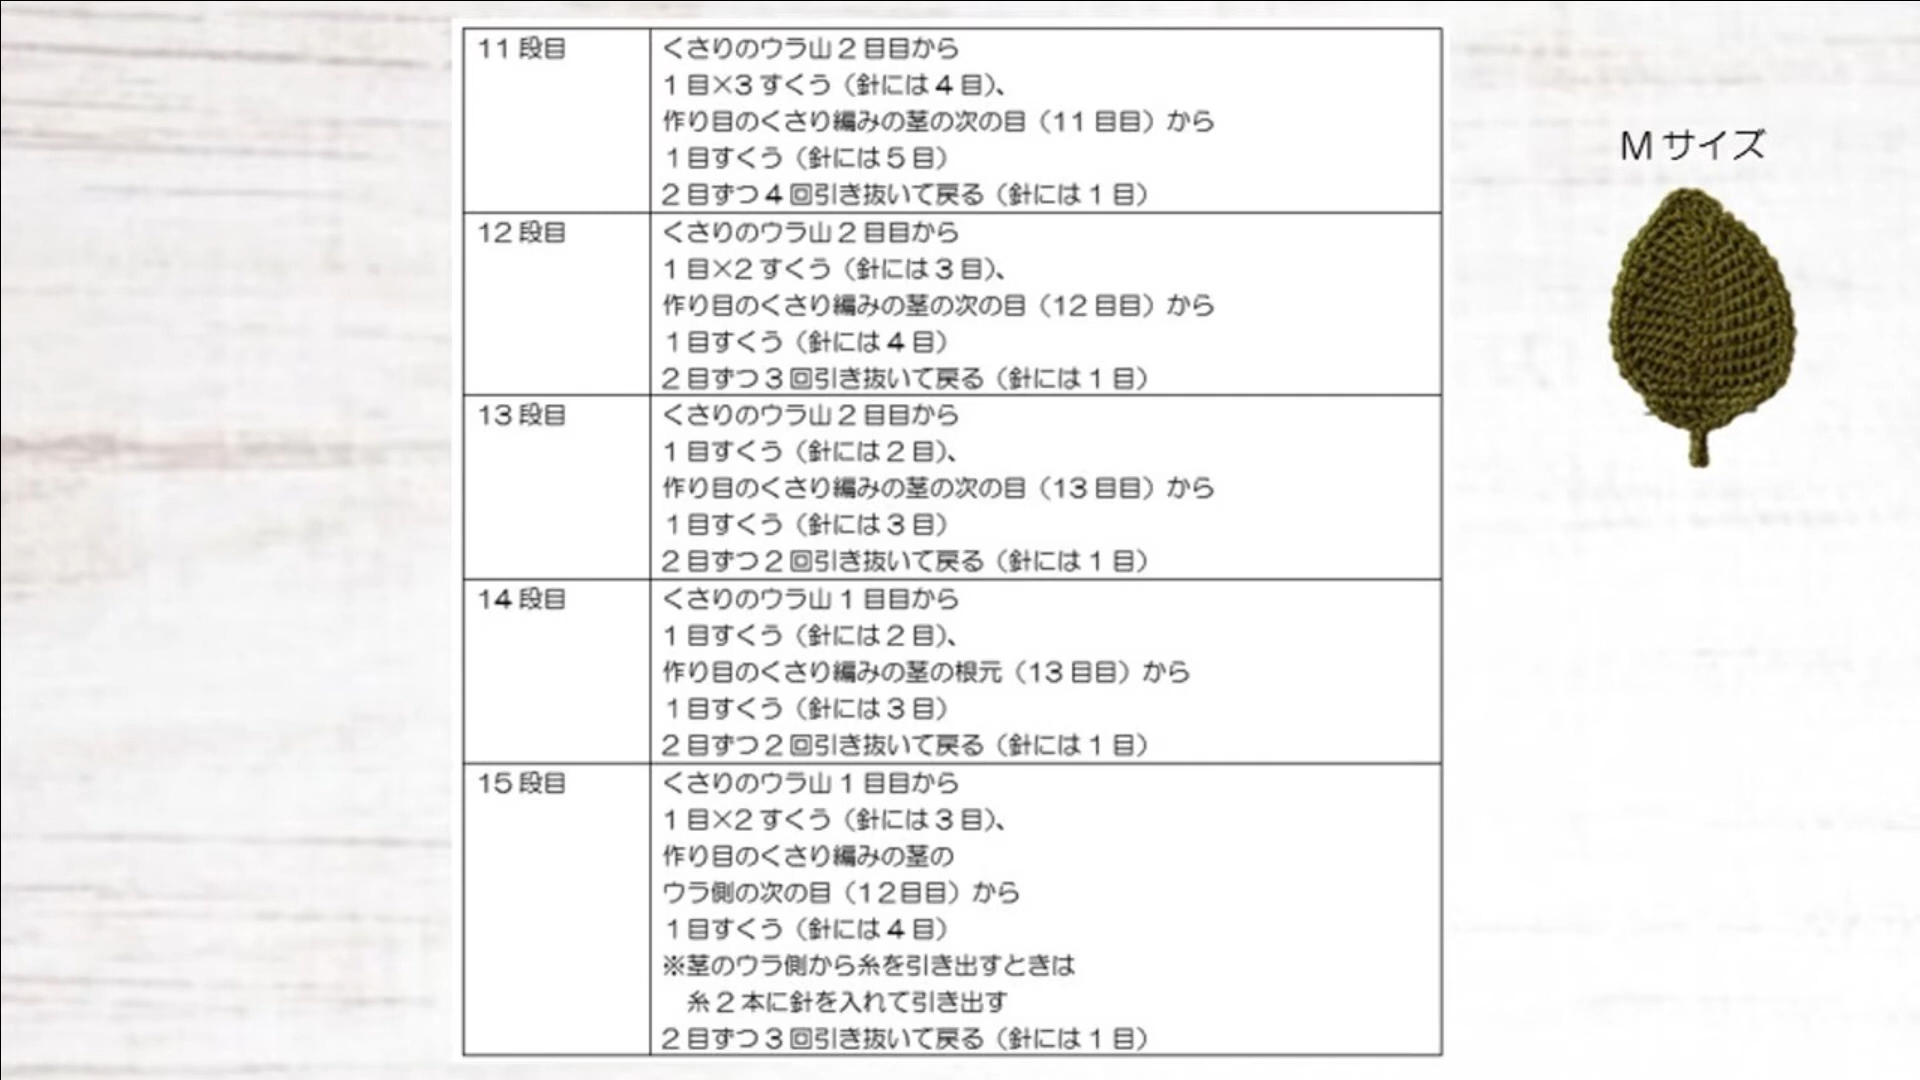 11段目
くさりのウラ山2目目から
1目×3すくう（針には4目）、
作り目のくさり編みの茎の次の目（11目目）から
1目すくう（針には5目）
2目ずつ4回引き抜いて戻る（針には1目）
12段目
くさりのウラ山2目目から
1目×2すくう（針には3目）、
作り目のくさり編みの茎の次の目（12目目）から
1目すくう（針には4目）
2目ずつ3回引き抜いて戻る（針には1目）
13段目
くさりのウラ山2目目から
1目すくう（針には2目）、
作り目のくさり編みの茎の次の目（13目目）から
1目すくう（針には3目）
2目ずつ2回引き抜いて戻る（針には1目）
14段目
くさりのウラ山1目目から
1目すくう（針には2目）、
作り目のくさり編みの茎の根元（13目目）から
1目すくう（針には3目）
2目ずつ2回引き抜いて戻る（針には1目）
15段目
くさりのウラ山1目目から
1目×2すくう（針には3目）、
作り目のくさり編みの茎の
ウラ側の次の目（12目目）から
1目すくう（針には4目）
※茎のウラ側から糸を引き出すときは
糸2本に針を入れて引き出す
2目ずつ3回引き抜いて戻る（針には1目）
Mサイズ